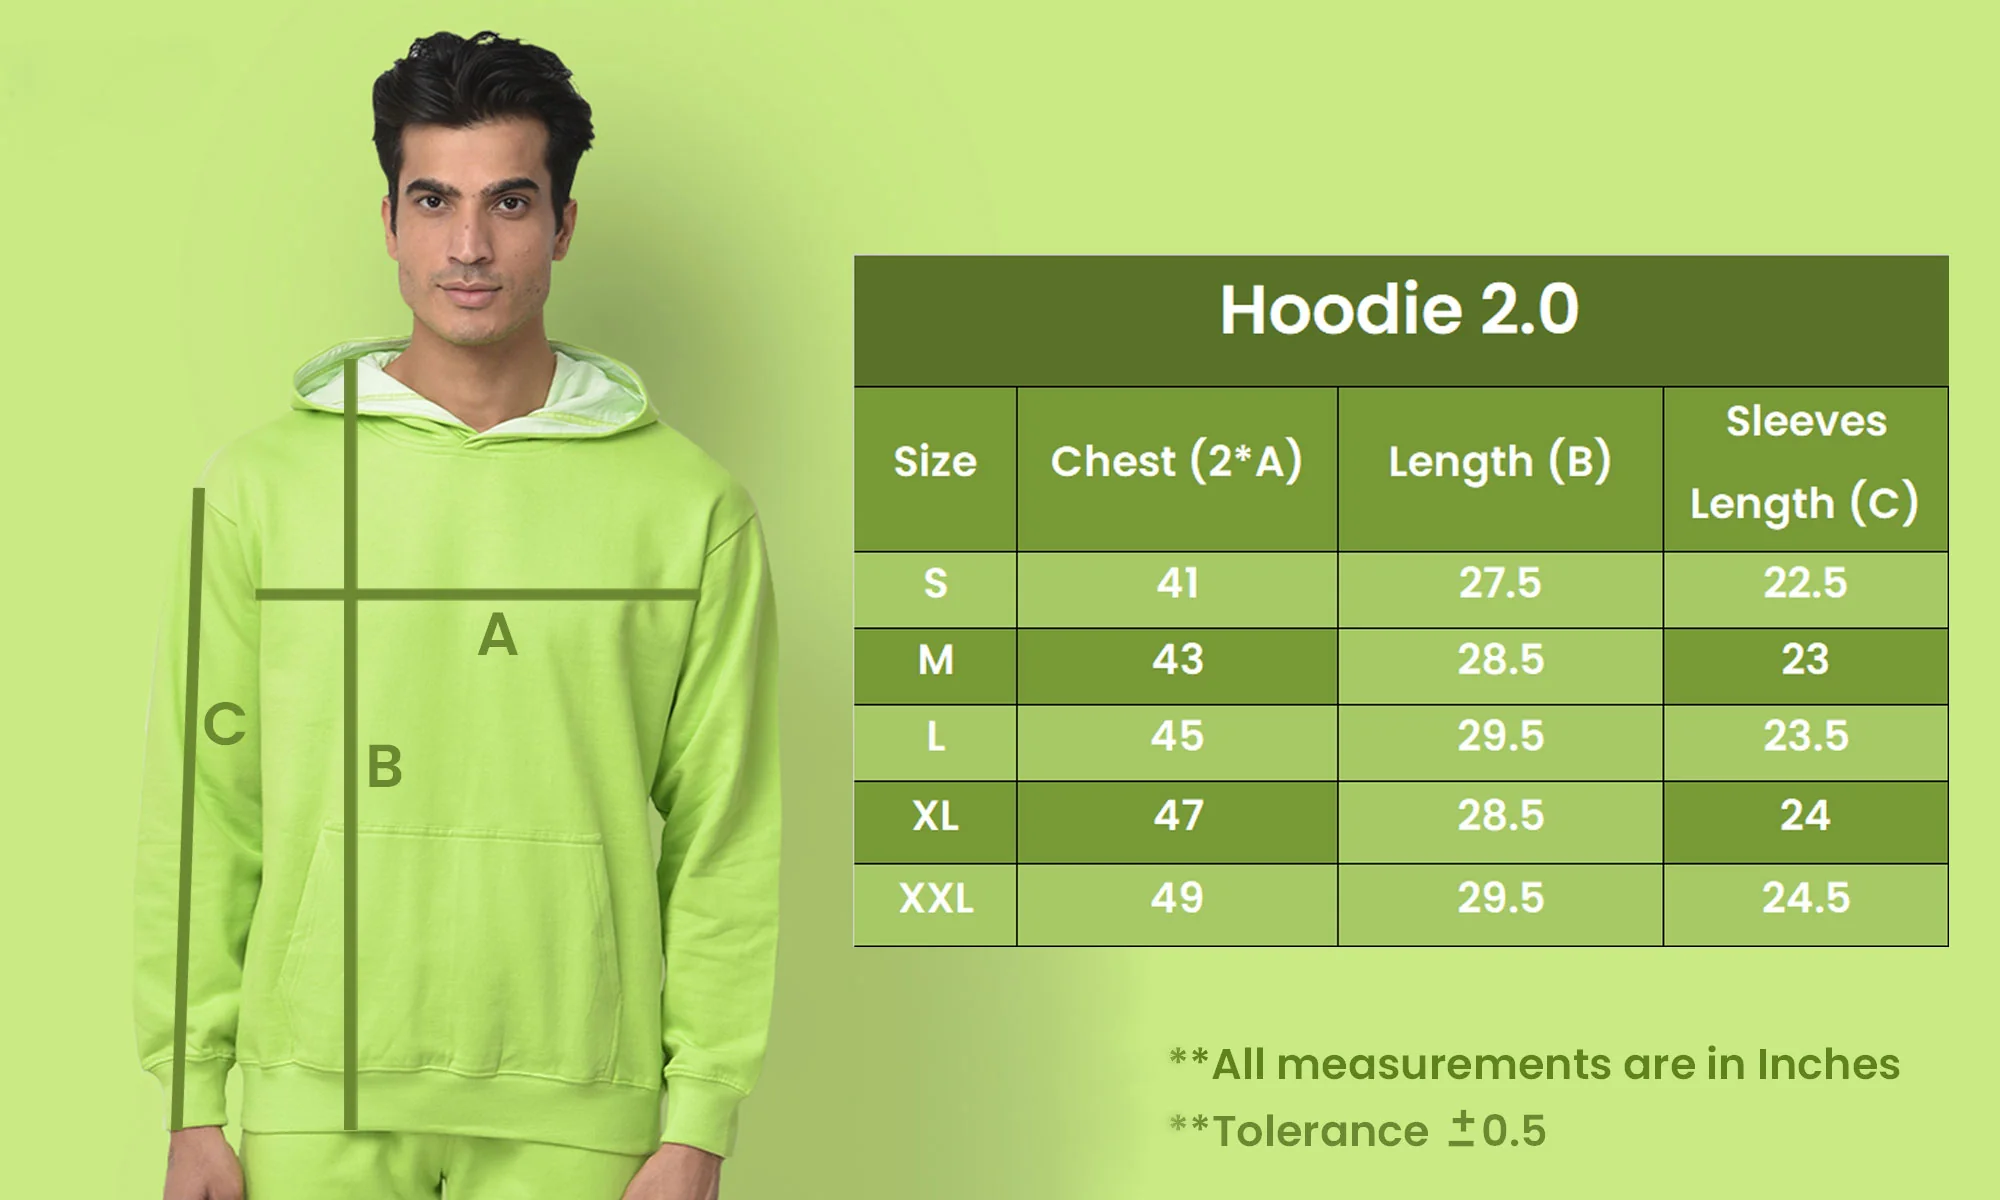 Hoodie 2.0
Size Chest (2*A) Length (B) Sleeves Length (C)
S 41 27.5 22.5
M 43 28.5 23
L 45 29.5 23.5
XL 47 28.5 24
XXL 49 29.5 24.5
A
C
B
**All measurements are in Inches
**Tolerance ±0.5